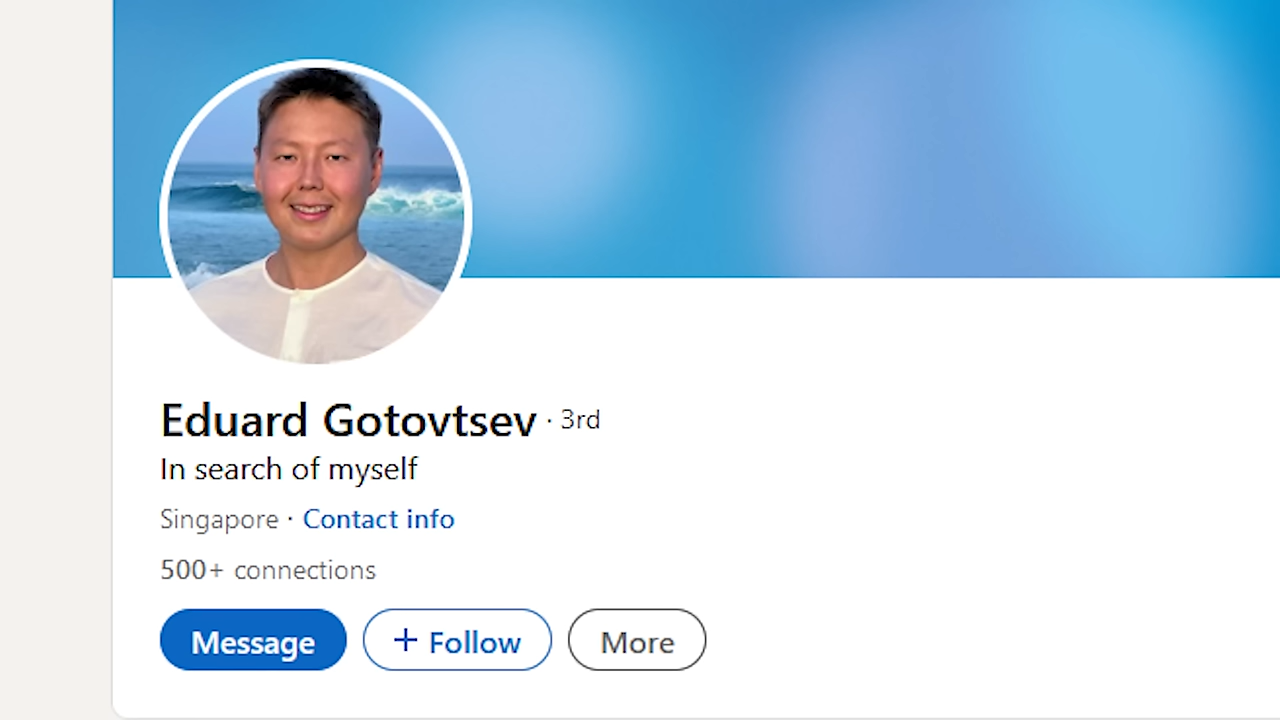 Eduard Gotovtsev · 3rd
In search of myself
Singapore · Contact info
500+ connections
Message + Follow More